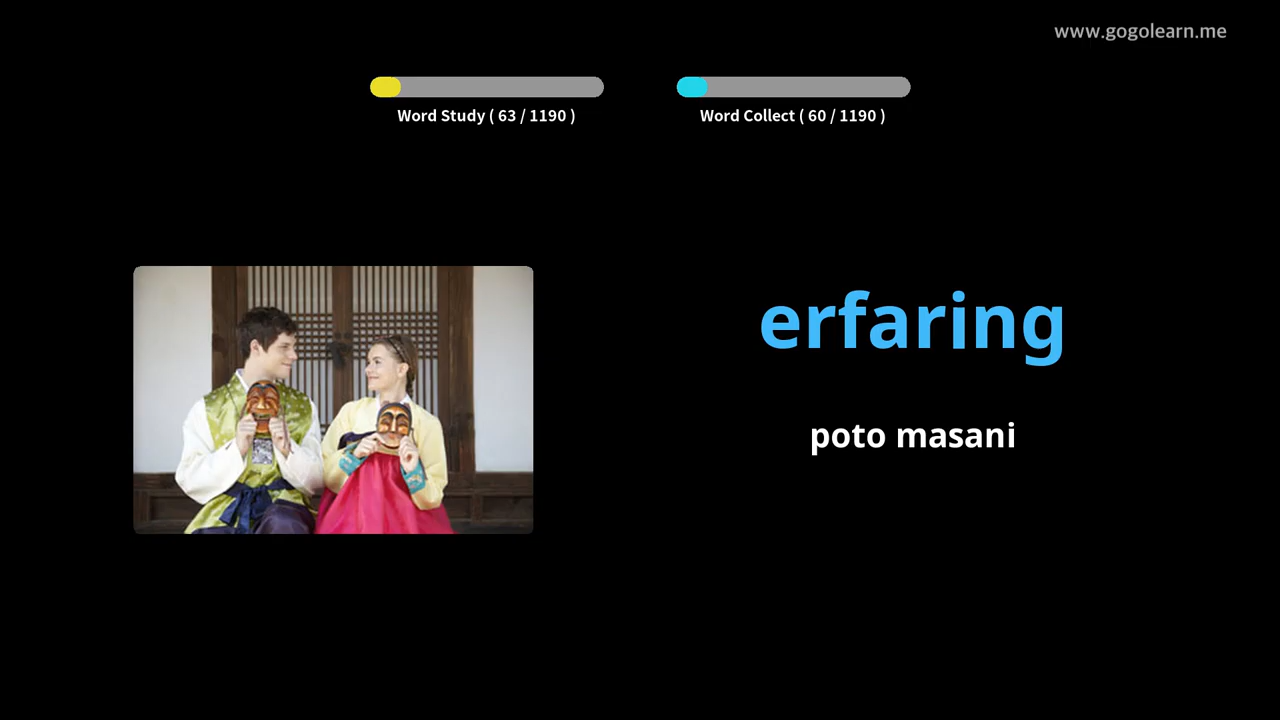 www.gogolearn.me
Word Study ( 63 / 1190 )
Word Collect ( 60 / 1190 )
erfaring
poto masani